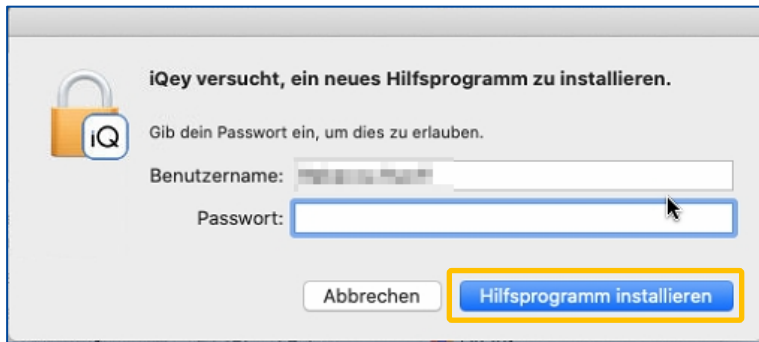 iQey versucht, ein neues Hilfsprogramm zu installieren.
iQ
Gib dein Passwort ein, um dies zu erlauben.
Benutzername:
Passwort:
Abbrechen
Hilfsprogramm installieren